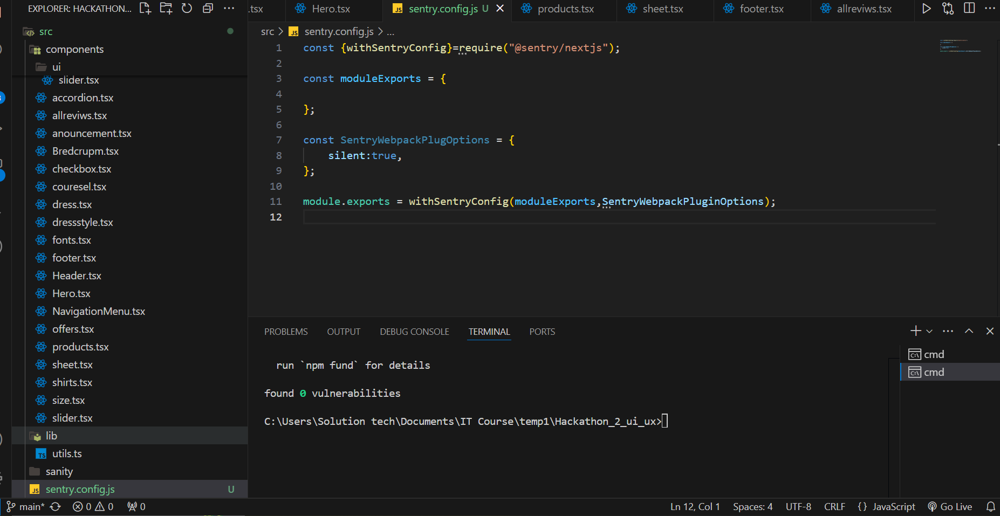 EXPLORER: HACKATHON...
src
components
ui
slider.tsx
accordion.tsx
allreviws.tsx
anouncement.tsx
Bredcrupm.tsx
checkbox.tsx
couresel.tsx
dress.tsx
dressstyle.tsx
fonts.tsx
footer.tsx
Header.tsx
Hero.tsx
NavigationMenu.tsx
offers.tsx
products.tsx
sheet.tsx
shirts.tsx
size.tsx
slider.tsx
lib
TS utils.ts
sanity
JS sentry.config.js U
.tsx Hero.tsx JS sentry.config.js U products.tsx sheet.tsx footer.tsx allreviws.tsx
src > JS sentry.config.js > ...
1 const {withSentryConfig}=require("@sentry/nextjs");
2
3 const moduleExports = {
4
5 };
6
7 const SentryWebpackPlugOptions = {
8 silent:true,
9 };
10
11 module.exports = withSentryConfig(moduleExports,SentryWebpackPluginOptions);
12
PROBLEMS OUTPUT DEBUG CONSOLE TERMINAL PORTS
run `npm fund` for details
found 0 vulnerabilities
C:\Users\Solution tech\Documents\IT Course\temp1\Hackathon_2_ui_ux>
cmd
cmd
main* 0 0 0 Ln 12, Col 1 Spaces: 4 UTF-8 CRLF {} JavaScript Go Live